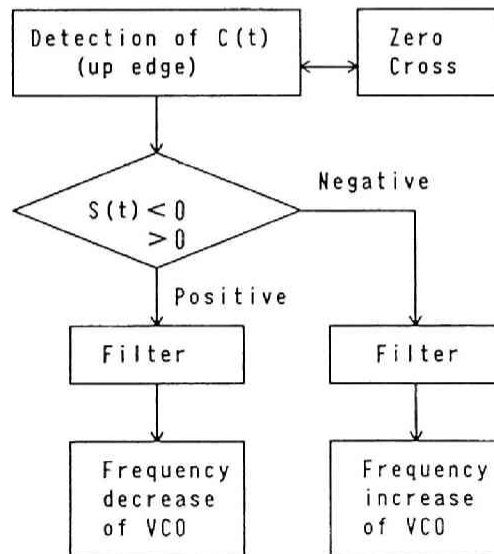 Detection of C(t)
(up edge)
Zero
Cross
Negative
S(t) < 0
> 0
Positive
Filter
Filter
Frequency
decrease
of VCO
Frequency
increase
of VCO